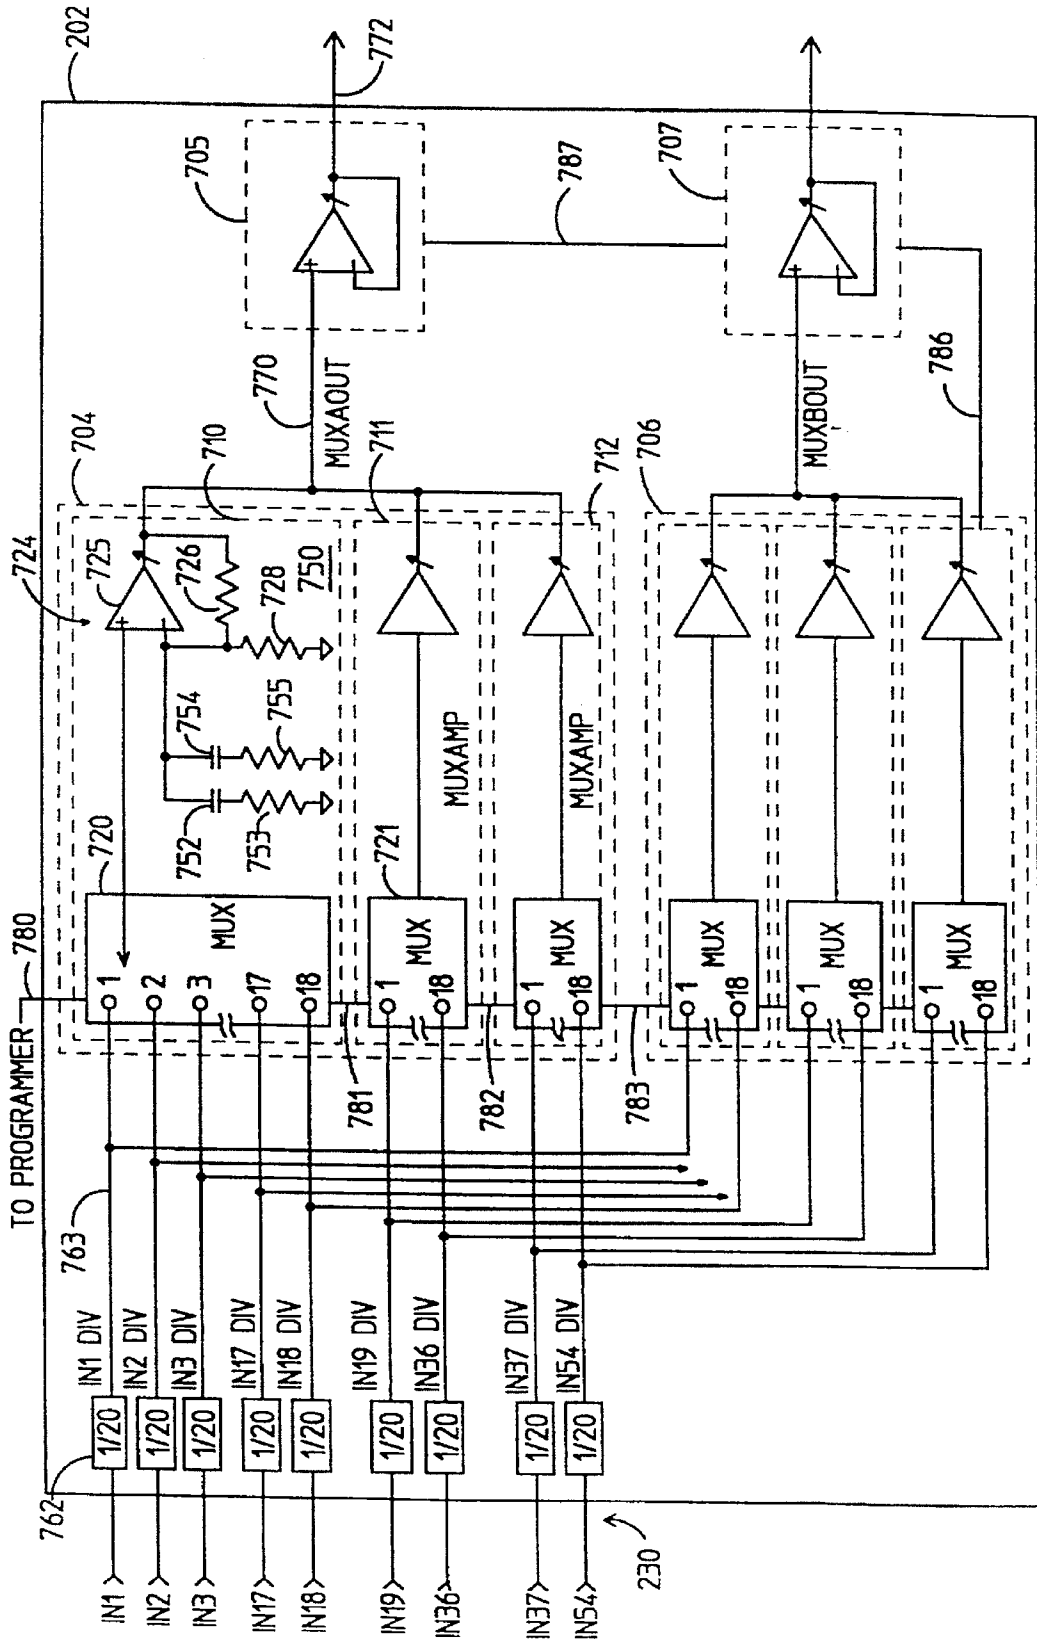 TO PROGRAMMER
780
202
772
705
787
707
786
770
MUXAOUT
MUXBOUT
704
710
711
712
706
724
725
726
728
750
754
755
752
753
720
MUX
1
2
3
17
18
721
MUX
1
18
MUXAMP
MUX
1
18
MUXAMP
MUX
1
18
MUX
1
18
MUX
1
18
781
782
783
763
762
IN1 DIV
IN2 DIV
IN3 DIV
IN17 DIV
IN18 DIV
IN19 DIV
IN36 DIV
IN37 DIV
IN54 DIV
1/20
1/20
1/20
1/20
1/20
1/20
1/20
1/20
1/20
IN1
IN2
IN3
IN17
IN18
IN19
IN36
IN37
IN54
230